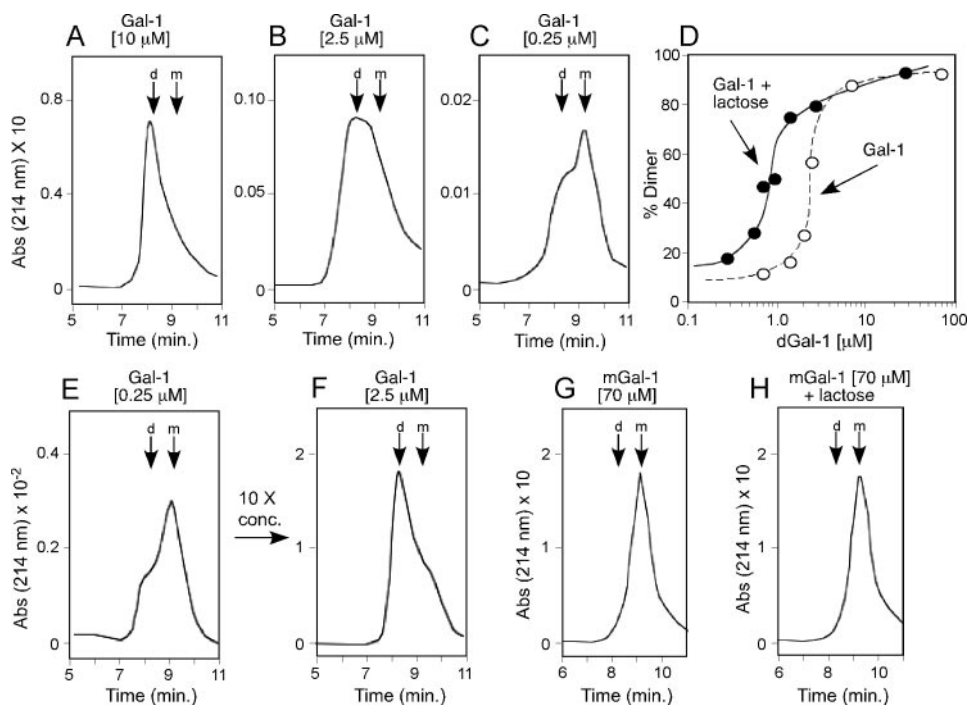 A
Gal-1
[10 μM]
d m
Abs (214 nm) X 10
0.8
0.4
0
5 7 9 11
Time (min.)
B
Gal-1
[2.5 μM]
d m
0.10
0.05
0
5 7 9 11
Time (min.)
C
Gal-1
[0.25 μM]
d m
0.02
0.01
0
5 7 9 11
Time (min.)
D
% Dimer
100
80
60
40
20
0
Gal-1 +
lactose
Gal-1
0.1 1.0 10 100
dGal-1 [μM]
E
Gal-1
[0.25 μM]
d m
Abs (214 nm) x 10-2
0.4
0.2
0
5 7 9 11
Time (min.)
10 X
conc.
F
Gal-1
[2.5 μM]
d m
2
1
0
5 7 9 11
Time (min.)
G
mGal-1
[70 μM]
d m
Abs (214 nm) x 10
2
1
0
6 8 10
Time (min.)
H
mGal-1 [70 μM]
+ lactose
d m
Abs (214 nm) x 10
2
1
0
6 8 10
Time (min.)